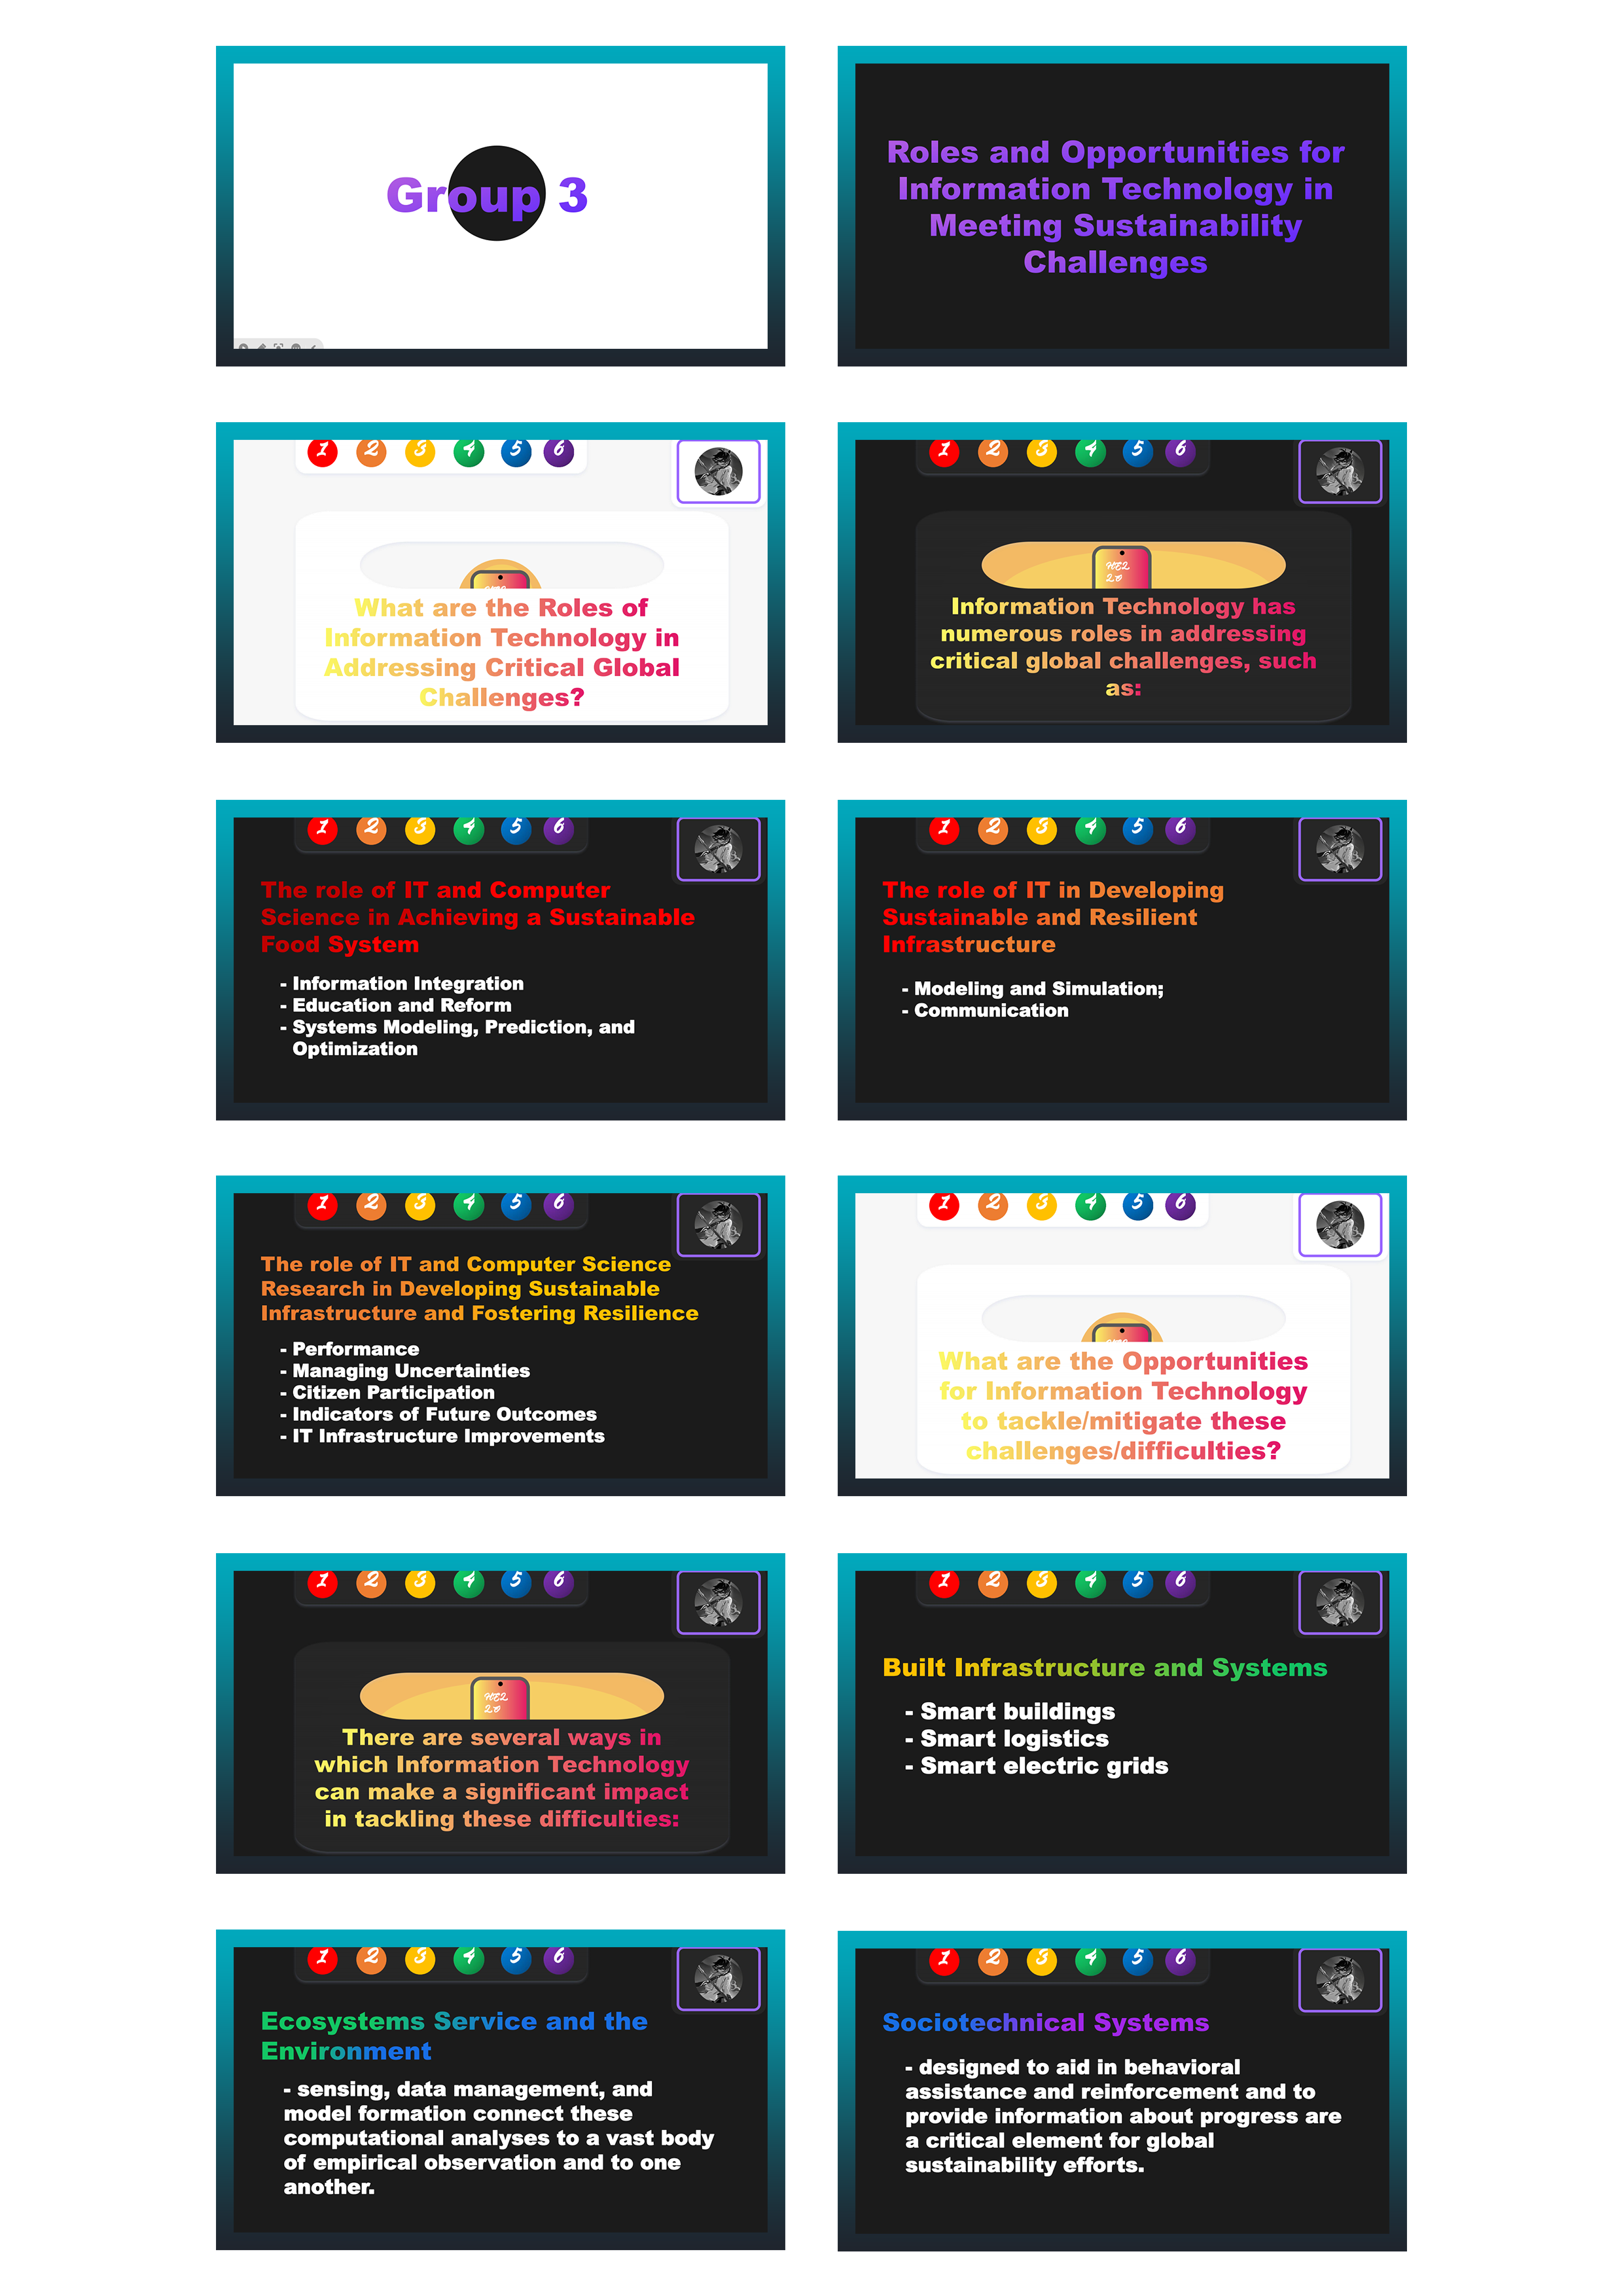 Group 3
Roles and Opportunities for
Information Technology in
Meeting Sustainability
Challenges
1 2 3 4 5 6
What are the Roles of
Information Technology in
Addressing Critical Global
Challenges?
1 2 3 4 5 6
HCI
2.0
Information Technology has
numerous roles in addressing
critical global challenges, such
as:
1 2 3 4 5 6
The role of IT and Computer
Science in Achieving a Sustainable
Food System
- Information Integration
- Education and Reform
- Systems Modeling, Prediction, and
Optimization
1 2 3 4 5 6
The role of IT in Developing
Sustainable and Resilient
Infrastructure
- Modeling and Simulation;
- Communication
1 2 3 4 5 6
The role of IT and Computer Science
Research in Developing Sustainable
Infrastructure and Fostering Resilience
- Performance
- Managing Uncertainties
- Citizen Participation
- Indicators of Future Outcomes
- IT Infrastructure Improvements
1 2 3 4 5 6
What are the Opportunities
for Information Technology
to tackle/mitigate these
challenges/difficulties?
1 2 3 4 5 6
HCI
2.0
There are several ways in
which Information Technology
can make a significant impact
in tackling these difficulties:
1 2 3 4 5 6
Built Infrastructure and Systems
- Smart buildings
- Smart logistics
- Smart electric grids
1 2 3 4 5 6
Ecosystems Service and the
Environment
- sensing, data management, and
model formation connect these
computational analyses to a vast body
of empirical observation and to one
another.
1 2 3 4 5 6
Sociotechnical Systems
- designed to aid in behavioral
assistance and reinforcement and to
provide information about progress are
a critical element for global
sustainability efforts.